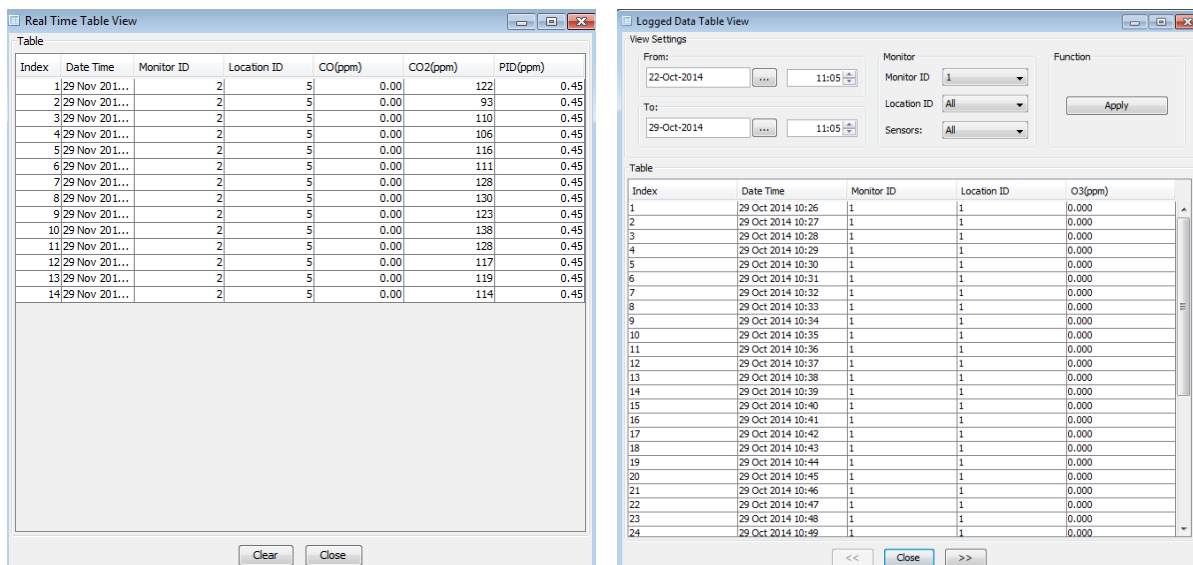 Real Time Table View
Table
Index Date Time Monitor ID Location ID CO(ppm) CO2(ppm) PID(ppm)
1 29 Nov 201... 2 5 0.00 122 0.45
2 29 Nov 201... 2 5 0.00 93 0.45
3 29 Nov 201... 2 5 0.00 110 0.45
4 29 Nov 201... 2 5 0.00 106 0.45
5 29 Nov 201... 2 5 0.00 116 0.45
6 29 Nov 201... 2 5 0.00 111 0.45
7 29 Nov 201... 2 5 0.00 128 0.45
8 29 Nov 201... 2 5 0.00 130 0.45
9 29 Nov 201... 2 5 0.00 123 0.45
10 29 Nov 201... 2 5 0.00 138 0.45
11 29 Nov 201... 2 5 0.00 128 0.45
12 29 Nov 201... 2 5 0.00 117 0.45
13 29 Nov 201... 2 5 0.00 119 0.45
14 29 Nov 201... 2 5 0.00 114 0.45
Clear Close
Logged Data Table View
View Settings
From: Monitor Function
22-Oct-2014 ... 11:05 Monitor ID 1
To: Location ID All Apply
29-Oct-2014 ... 11:05 Sensors: All
Table
Index Date Time Monitor ID Location ID O3(ppm)
1 29 Oct 2014 10:26 1 1 0.000
2 29 Oct 2014 10:27 1 1 0.000
3 29 Oct 2014 10:28 1 1 0.000
4 29 Oct 2014 10:29 1 1 0.000
5 29 Oct 2014 10:30 1 1 0.000
6 29 Oct 2014 10:31 1 1 0.000
7 29 Oct 2014 10:32 1 1 0.000
8 29 Oct 2014 10:33 1 1 0.000
9 29 Oct 2014 10:34 1 1 0.000
10 29 Oct 2014 10:35 1 1 0.000
11 29 Oct 2014 10:36 1 1 0.000
12 29 Oct 2014 10:37 1 1 0.000
13 29 Oct 2014 10:38 1 1 0.000
14 29 Oct 2014 10:39 1 1 0.000
15 29 Oct 2014 10:40 1 1 0.000
16 29 Oct 2014 10:41 1 1 0.000
17 29 Oct 2014 10:42 1 1 0.000
18 29 Oct 2014 10:43 1 1 0.000
19 29 Oct 2014 10:44 1 1 0.000
20 29 Oct 2014 10:45 1 1 0.000
21 29 Oct 2014 10:46 1 1 0.000
22 29 Oct 2014 10:47 1 1 0.000
23 29 Oct 2014 10:48 1 1 0.000
24 29 Oct 2014 10:49 1 1 0.000
<< Close >>